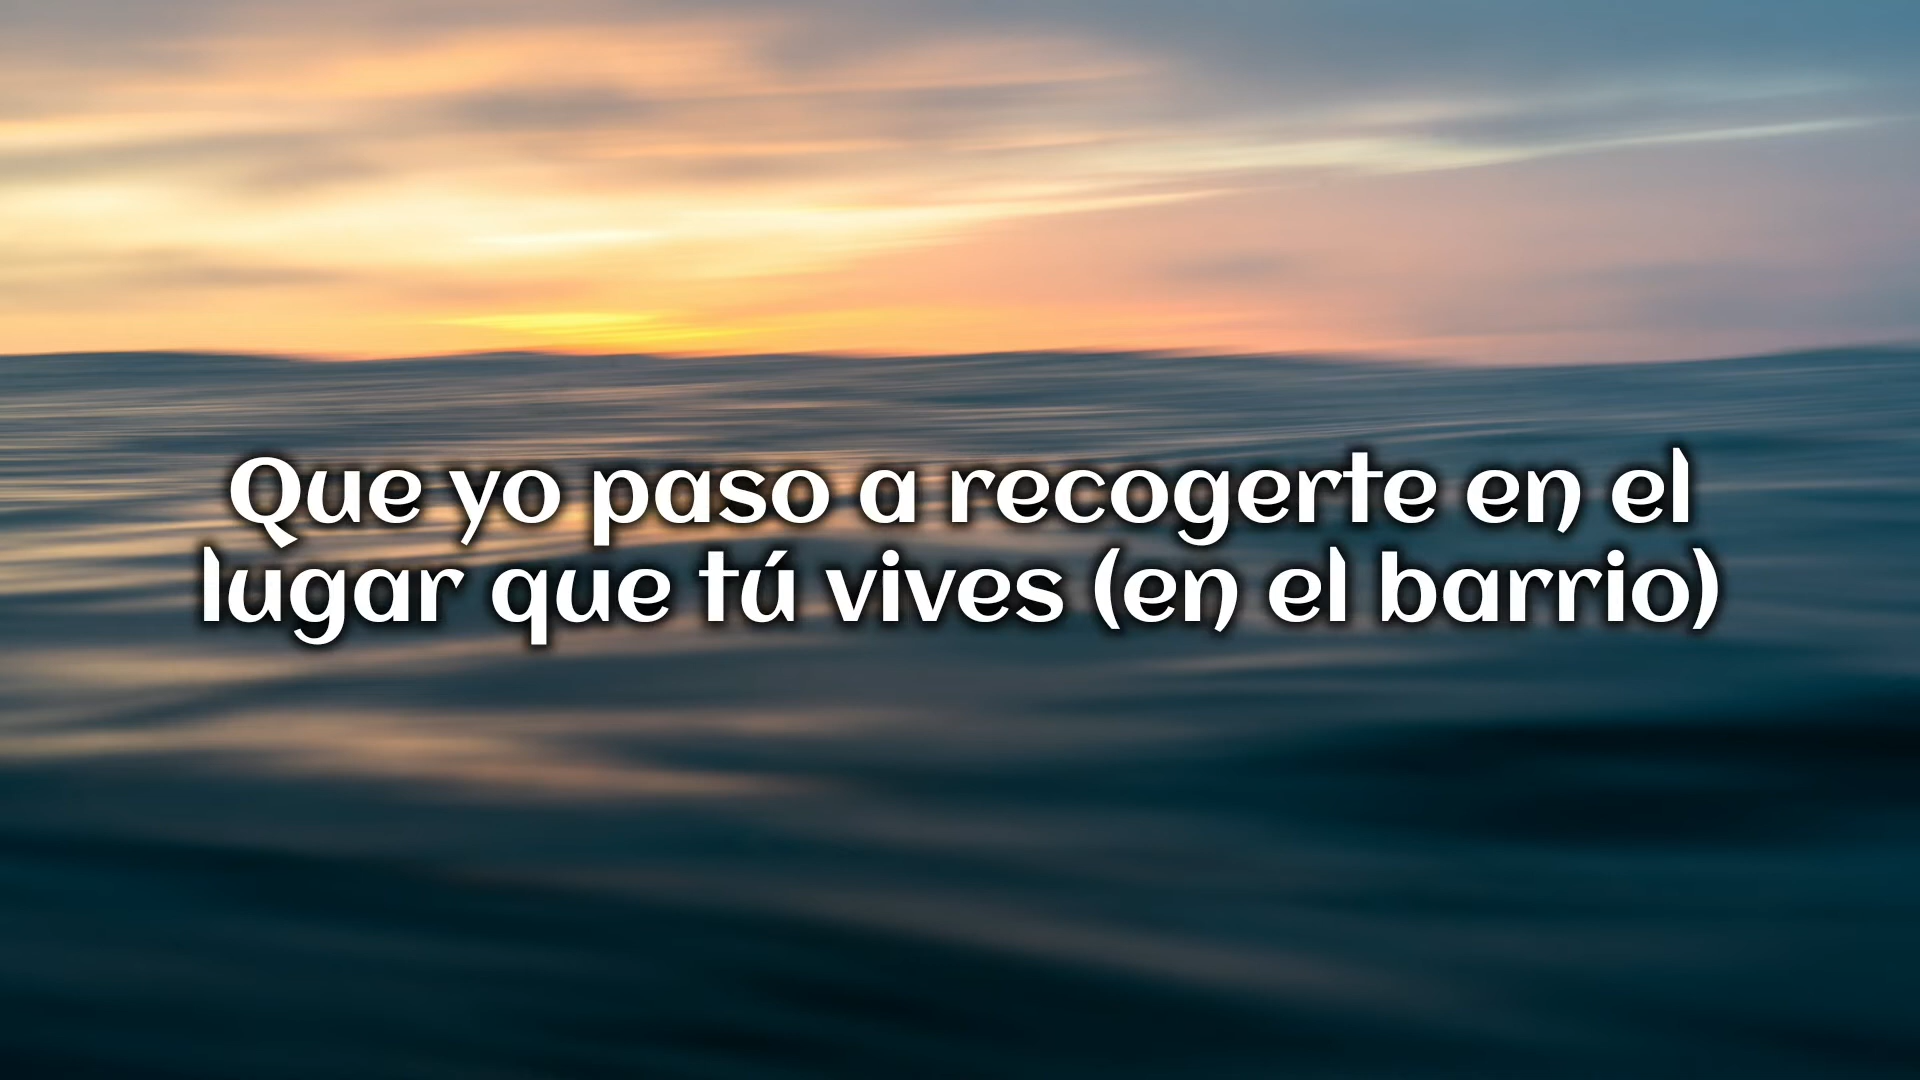 Que yo paso a recogerte en el
lugar que tú vives (en el barrio)